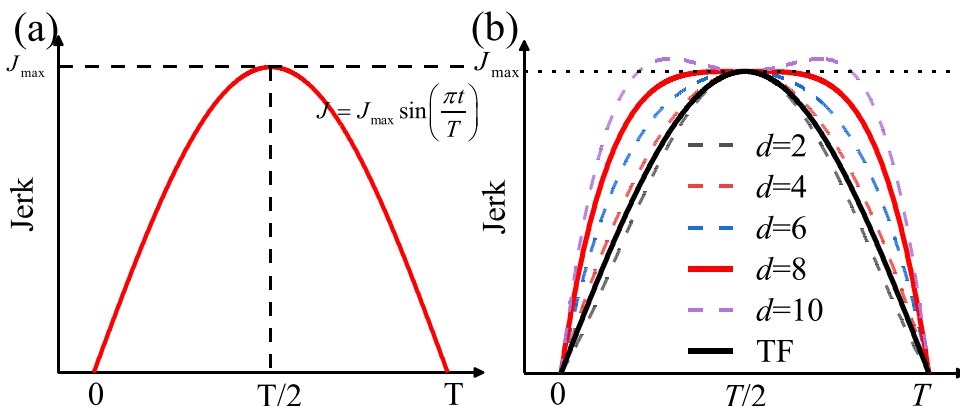 (a)
J_max
J = J_max sin(πt/T)
Jerk
0
T/2
T
(b)
J_max
Jerk
d=2
d=4
d=6
d=8
d=10
TF
0
T/2
T